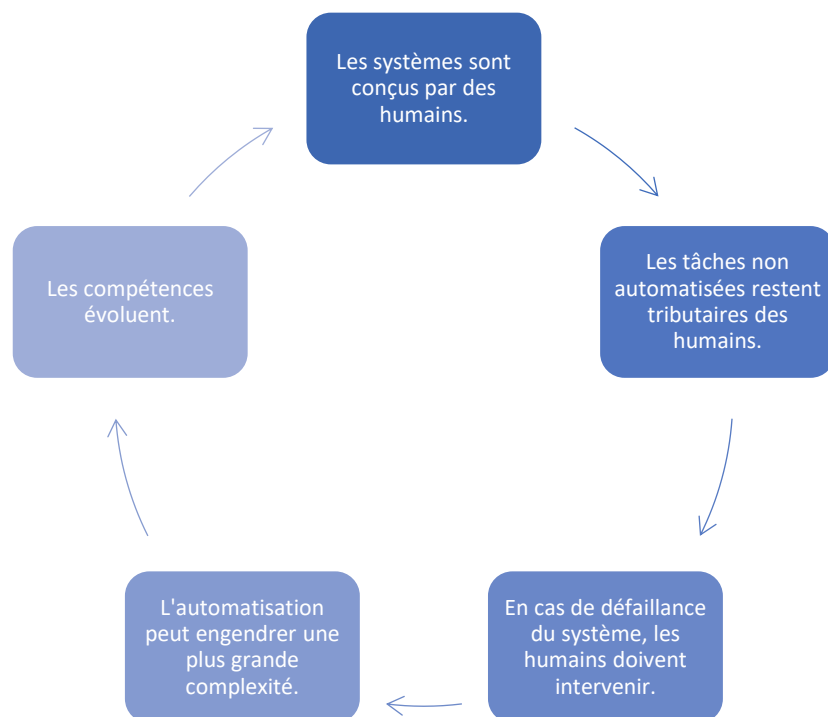 Les systèmes sont
conçus par des
humains.
Les tâches non
automatisées restent
tributaires des
humains.
En cas de défaillance
du système, les
humains doivent
intervenir.
L'automatisation
peut engendrer une
plus grande
complexité.
Les compétences
évoluent.